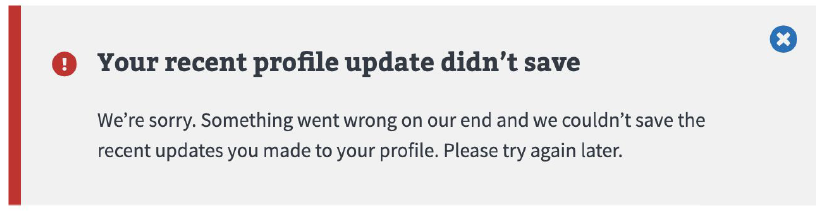 Your recent profile update didn’t save
We’re sorry. Something went wrong on our end and we couldn’t save the
recent updates you made to your profile. Please try again later.